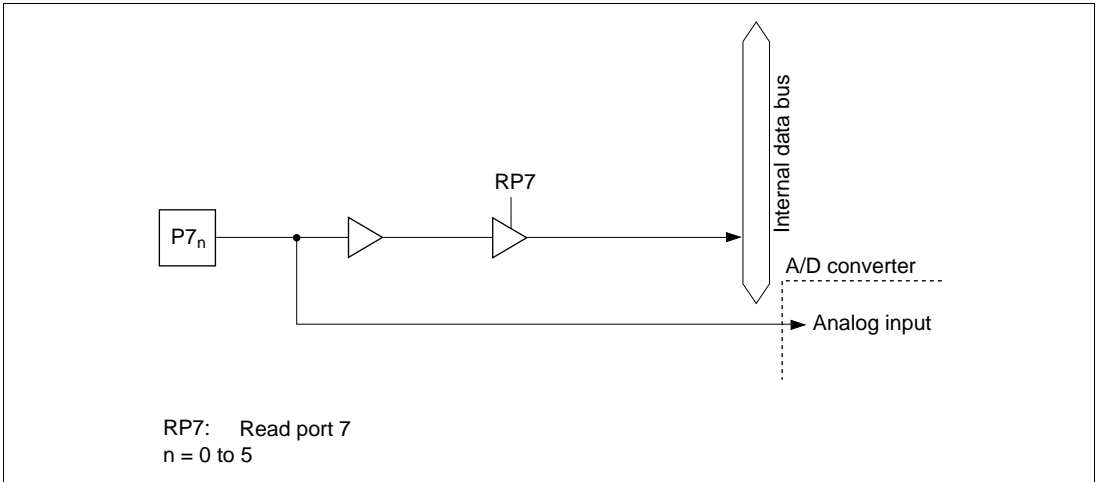 Internal data bus
RP7
P7n
A/D converter
Analog input
RP7: Read port 7
n = 0 to 5